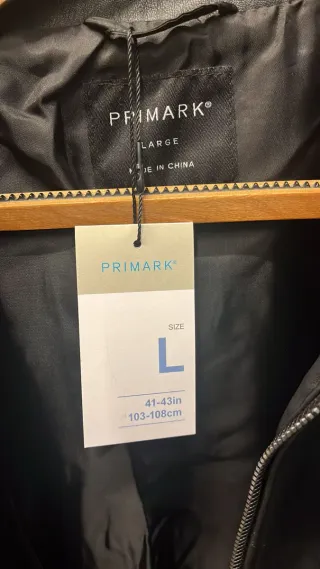 PRIMARK®
LARGE
MADE IN CHINA
PRIMARK®
SIZE
L
41-43in
103-108cm